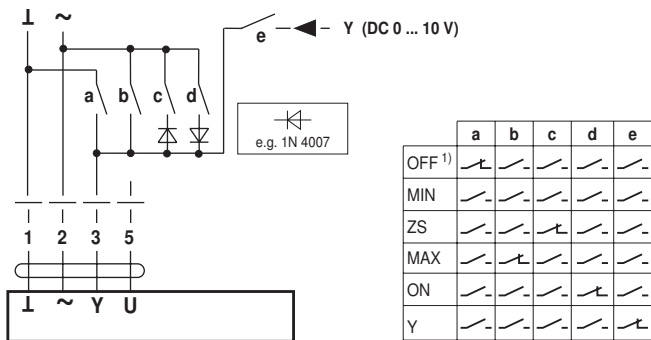 ⊥ ~
e
Y (DC 0 ... 10 V)
a b c d
e.g. 1N 4007
1 2 3 5
⊥ ~ Y U
a b c d e
OFF 1)
MIN
ZS
MAX
ON
Y